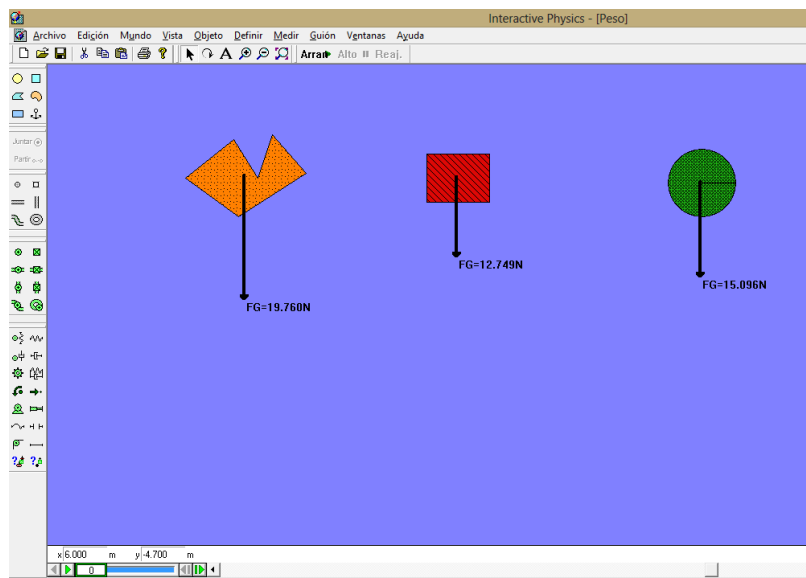 Interactive Physics - [Peso]
Archivo Edición Mundo Vista Objeto Definir Medir Guión Ventanas Ayuda
A Arran Alto Reaj.
Juntar
Partir
FG=12.749N
FG=15.096N
FG=19.760N
x 6.000 m y -4.700 m
0